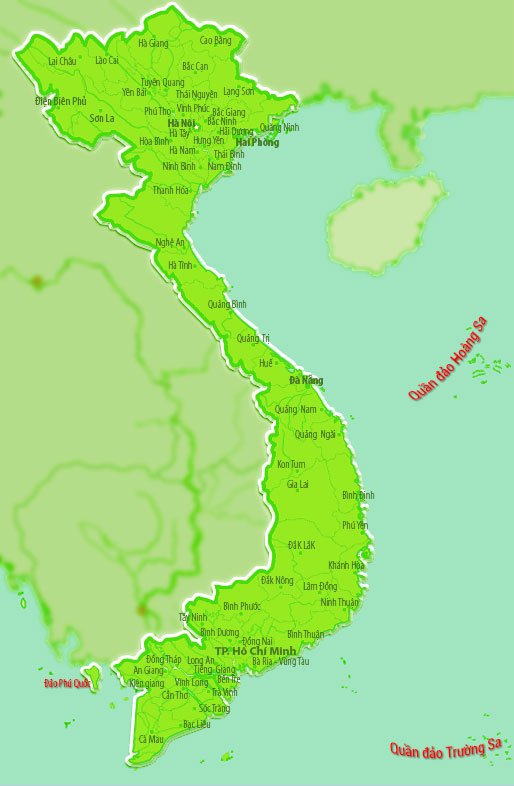 Cao Bằng
Hà Giang
Lai Châu
Lào Cai
Bắc Cạn
Tuyên Quang
Yên Bái
Thái Nguyên
Lạng Sơn
Điện Biên Phủ
Phú Thọ
Vĩnh Phúc
Bắc Giang
Sơn La
Hà Nội
Bắc Ninh
Quảng Ninh
Hà Tây
Hải Dương
Hòa Bình
Hưng Yên
Hải Phòng
Hà Nam
Thái Bình
Ninh Bình
Nam Định
Thanh Hóa
Nghệ An
Hà Tĩnh
Quảng Bình
Quảng Trị
Huế
Quần đảo Hoàng Sa
Đà Nẵng
Quảng Nam
Quảng Ngãi
Kon Tum
Gia Lai
Bình Định
Phú Yên
ĐăK LăK
Khánh Hòa
Đắk Nông
Lâm Đồng
Ninh Thuận
Bình Phước
Tây Ninh
Bình Dương
Đồng Nai
Bình Thuận
TP. Hồ Chí Minh
Đồng Tháp
Long An
Bà Rịa - Vũng Tàu
An Giang
Tiền Giang
Đảo Phú Quốc
Kiên giang
Vĩnh Long
Bến Tre
Cần Thơ
Trà Vinh
Sóc Trăng
Bạc Liêu
Cà Mau
Quần đảo Trường Sa